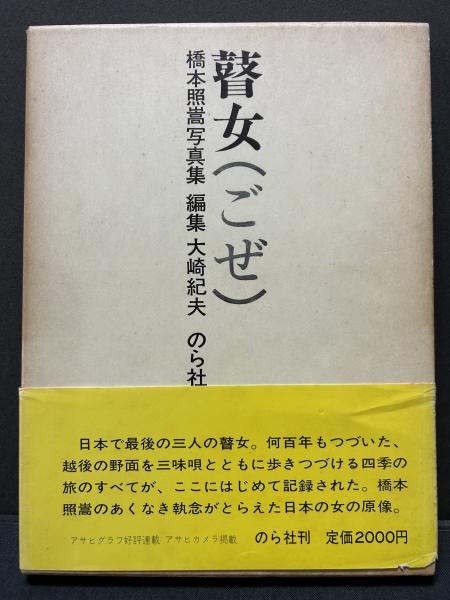 瞽女(ごぜ)
橋本照嵩写真集 編集 大崎紀夫 のら社
日本で最後の三人の瞽女。何百年もつづいた、
越後の野面を三味唄とともに歩きつづける四季の
旅のすべてが、ここにはじめて記録された。橋本
照嵩のあくなき執念がとらえた日本の女の原像。
アサヒグラフ好評連載 アサヒカメラ掲載 のら社刊 定価2000円